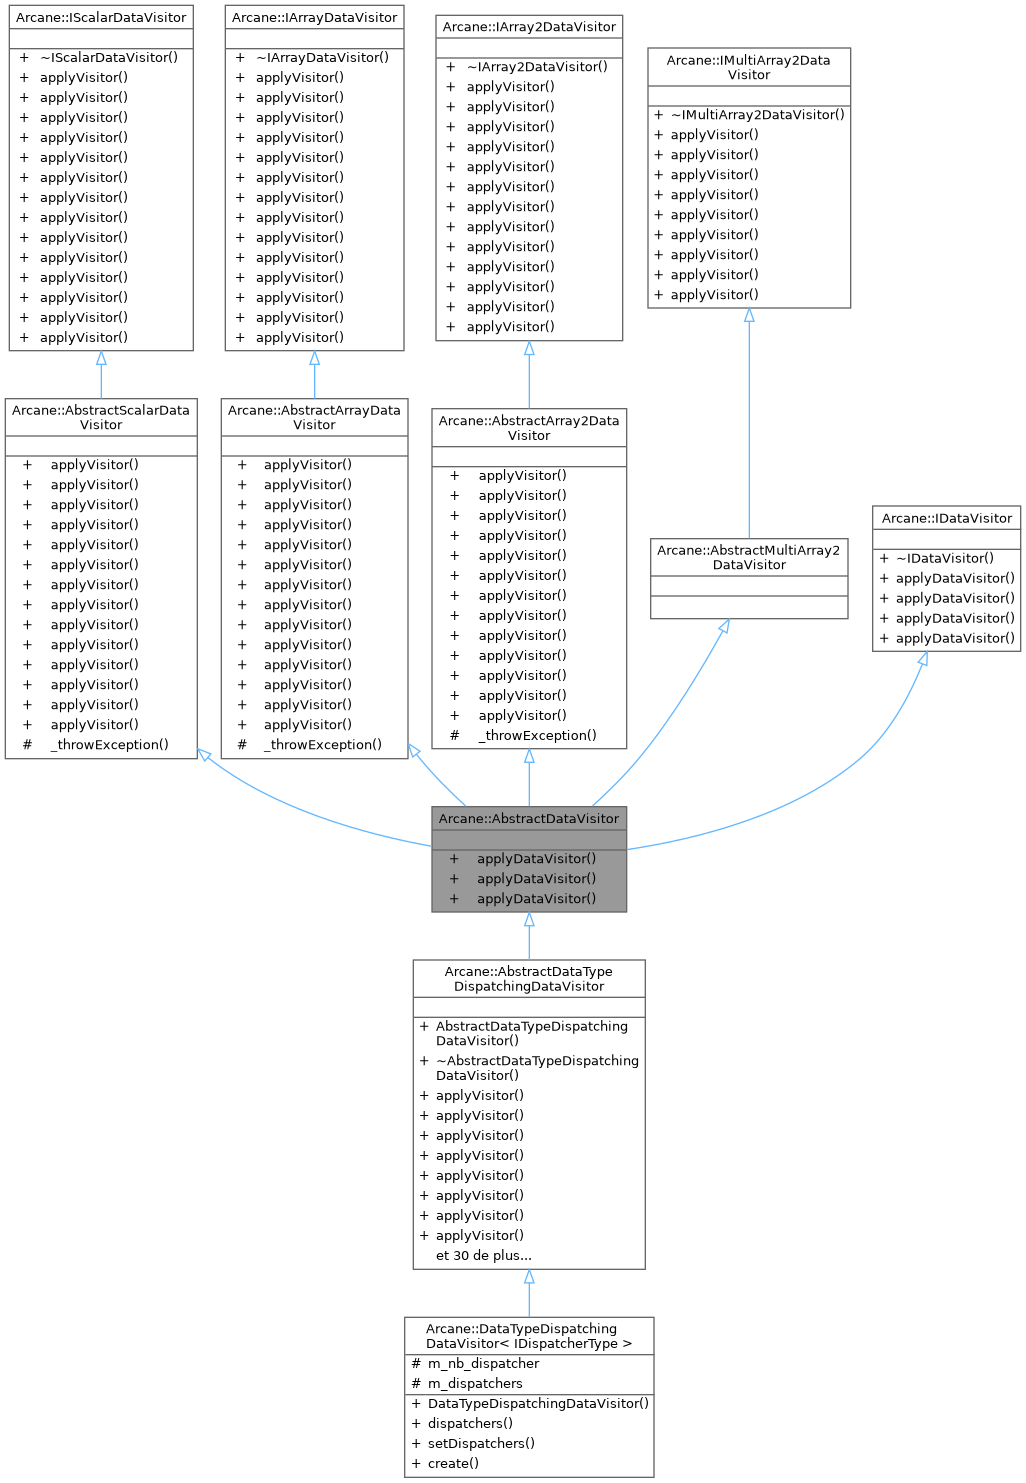 Arcane::IScalarDataVisitor
+ ~IScalarDataVisitor()
+ applyVisitor()
+ applyVisitor()
+ applyVisitor()
+ applyVisitor()
+ applyVisitor()
+ applyVisitor()
+ applyVisitor()
+ applyVisitor()
+ applyVisitor()
+ applyVisitor()
+ applyVisitor()
+ applyVisitor()
+ applyVisitor()
+ applyVisitor()
Arcane::IArrayDataVisitor
+ ~IArrayDataVisitor()
+ applyVisitor()
+ applyVisitor()
+ applyVisitor()
+ applyVisitor()
+ applyVisitor()
+ applyVisitor()
+ applyVisitor()
+ applyVisitor()
+ applyVisitor()
+ applyVisitor()
+ applyVisitor()
+ applyVisitor()
+ applyVisitor()
+ applyVisitor()
Arcane::IArray2DataVisitor
+ ~IArray2DataVisitor()
+ applyVisitor()
+ applyVisitor()
+ applyVisitor()
+ applyVisitor()
+ applyVisitor()
+ applyVisitor()
+ applyVisitor()
+ applyVisitor()
+ applyVisitor()
+ applyVisitor()
+ applyVisitor()
+ applyVisitor()
+ applyVisitor()
Arcane::IMultiArray2Data
Visitor
+ ~IMultiArray2DataVisitor()
+ applyVisitor()
+ applyVisitor()
+ applyVisitor()
+ applyVisitor()
+ applyVisitor()
+ applyVisitor()
+ applyVisitor()
+ applyVisitor()
+ applyVisitor()
Arcane::AbstractScalarData
Visitor
+ applyVisitor()
+ applyVisitor()
+ applyVisitor()
+ applyVisitor()
+ applyVisitor()
+ applyVisitor()
+ applyVisitor()
+ applyVisitor()
+ applyVisitor()
+ applyVisitor()
+ applyVisitor()
+ applyVisitor()
+ applyVisitor()
+ applyVisitor()
# _throwException()
Arcane::AbstractArrayData
Visitor
+ applyVisitor()
+ applyVisitor()
+ applyVisitor()
+ applyVisitor()
+ applyVisitor()
+ applyVisitor()
+ applyVisitor()
+ applyVisitor()
+ applyVisitor()
+ applyVisitor()
+ applyVisitor()
+ applyVisitor()
+ applyVisitor()
+ applyVisitor()
# _throwException()
Arcane::AbstractArray2Data
Visitor
+ applyVisitor()
+ applyVisitor()
+ applyVisitor()
+ applyVisitor()
+ applyVisitor()
+ applyVisitor()
+ applyVisitor()
+ applyVisitor()
+ applyVisitor()
+ applyVisitor()
+ applyVisitor()
+ applyVisitor()
+ applyVisitor()
# _throwException()
Arcane::AbstractMultiArray2
DataVisitor
Arcane::IDataVisitor
+ ~IDataVisitor()
+ applyDataVisitor()
+ applyDataVisitor()
+ applyDataVisitor()
+ applyDataVisitor()
Arcane::AbstractDataVisitor
+ applyDataVisitor()
+ applyDataVisitor()
+ applyDataVisitor()
Arcane::AbstractDataType
DispatchingDataVisitor
+ AbstractDataTypeDispatching
DataVisitor()
+ ~AbstractDataTypeDispatching
DataVisitor()
+ applyVisitor()
+ applyVisitor()
+ applyVisitor()
+ applyVisitor()
+ applyVisitor()
+ applyVisitor()
+ applyVisitor()
+ applyVisitor()
et 30 de plus...
Arcane::DataTypeDispatching
DataVisitor< IDispatcherType >
# m_nb_dispatcher
# m_dispatchers
+ DataTypeDispatchingDataVisitor()
+ dispatchers()
+ setDispatchers()
+ create()